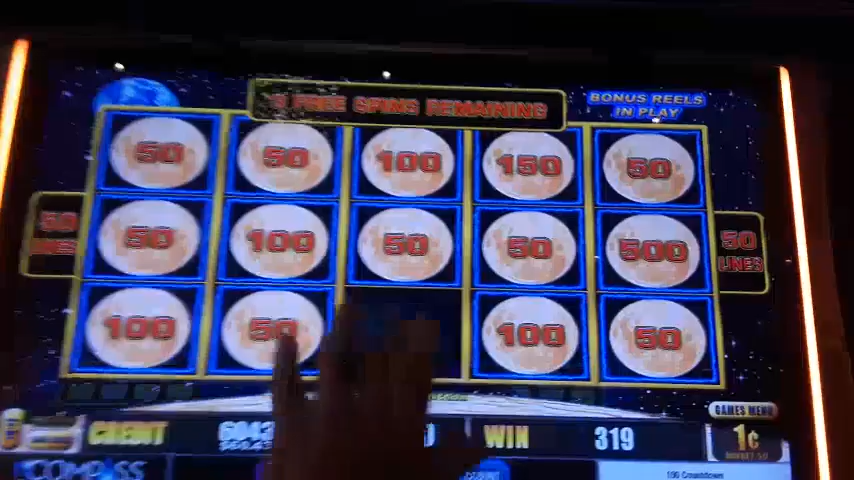 FREE SPINS REMAINING
BONUS REELS
IN PLAY
50 50 100 150 50
50 100 50 50 500
100 50 100 50
50
LINES
50
LINES
GAMES MENU
CREDIT
WIN 319
1¢
COMPASS